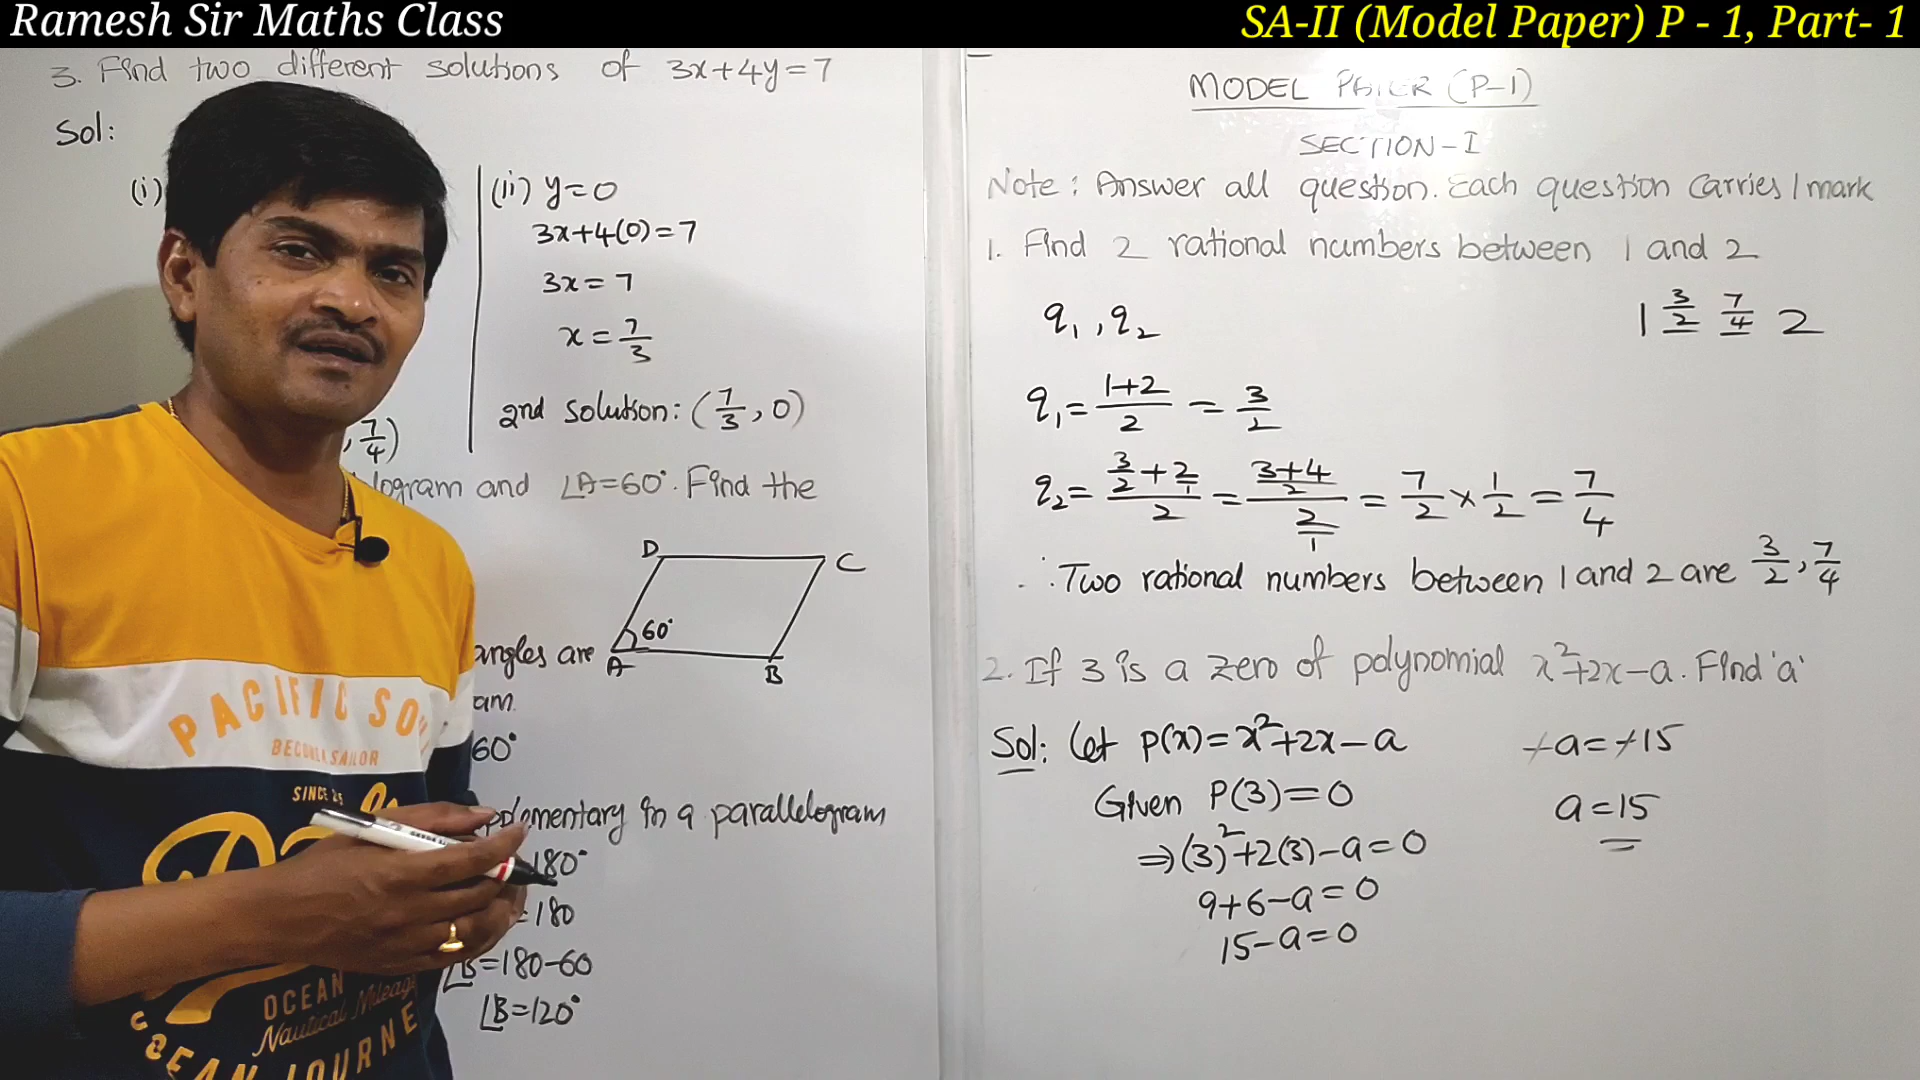 Ramesh Sir Maths Class
SA-II (Model Paper) P - 1, Part- 1
3. Find two different solutions of 3x+4y=7
Sol:
(i)
, 7/4)
(ii) y=0
3x+4(0)=7
3x=7
x=7/3
2nd solution: (7/3, 0)
logram and ∠A=60°. Find the
D C
60°
A B
angles are
am.
60°
pplementary in a parallelogram
180°
=180
∠B=180-60
∠B=120°
MODEL PAPER (P-1)
SECTION-I
Note: Answer all question. Each question carries 1 mark
1. Find 2 rational numbers between 1 and 2
q₁, q₂
1 3/2 7/4 2
q₁= (1+2)/2 = 3/2
q₂= (3/2+2/1)/2 = ((3+4)/2)/(2/1) = 7/2 × 1/2 = 7/4
∴ Two rational numbers between 1 and 2 are 3/2, 7/4
2. If 3 is a zero of polynomial x²+2x-a. Find 'a'
Sol: Let p(x)=x²+2x-a
Given P(3)=0
⇒(3)²+2(3)-a=0
9+6-a=0
15-a=0
-a=-15
a=15
PACIFIC SO
BECOME A SAILOR
SINCE
OCEAN
Nautical Mileage
OCEAN JOURNE